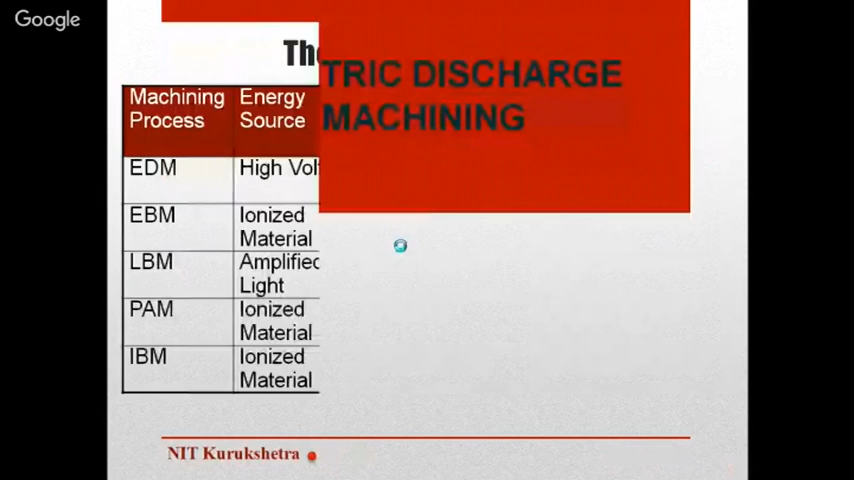 Google
The
TRIC DISCHARGE
MACHINING
Machining Energy
Process Source
EDM High Vol
EBM Ionized
Material
LBM Amplified
Light
PAM Ionized
Material
IBM Ionized
Material
NIT Kurukshetra